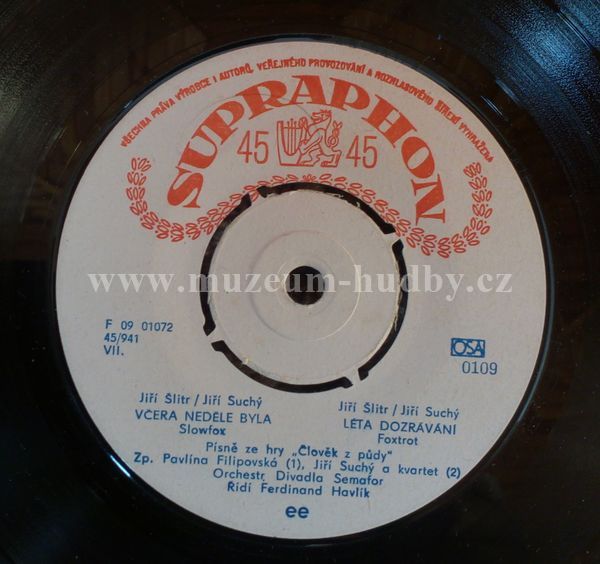 VŠECHNA PRÁVA VÝROBCE I AUTORŮ, VEŘEJNÉHO PROVOZOVÁNÍ A ROZHLASOVÉHO ŠÍŘENÍ VYHRAŽENA
SUPRAPHON
45 45
www.muzeum-hudby.cz
F 09 01072
45/941
VII.
OSA
0109
Jiří Šlitr/Jiří Suchý
VČERA NEDĚLE BYLA
Slowfox
Jiří Šlitr/Jiří Suchý
LÉTA DOZRÁVÁNÍ
Foxtrot
Písně ze hry „Člověk z půdy"
Zp. Pavlína Filipovská (1), Jiří Suchý a kvartet (2)
Orchestr Divadla Semafor
Řídí Ferdinand Havlík
ee